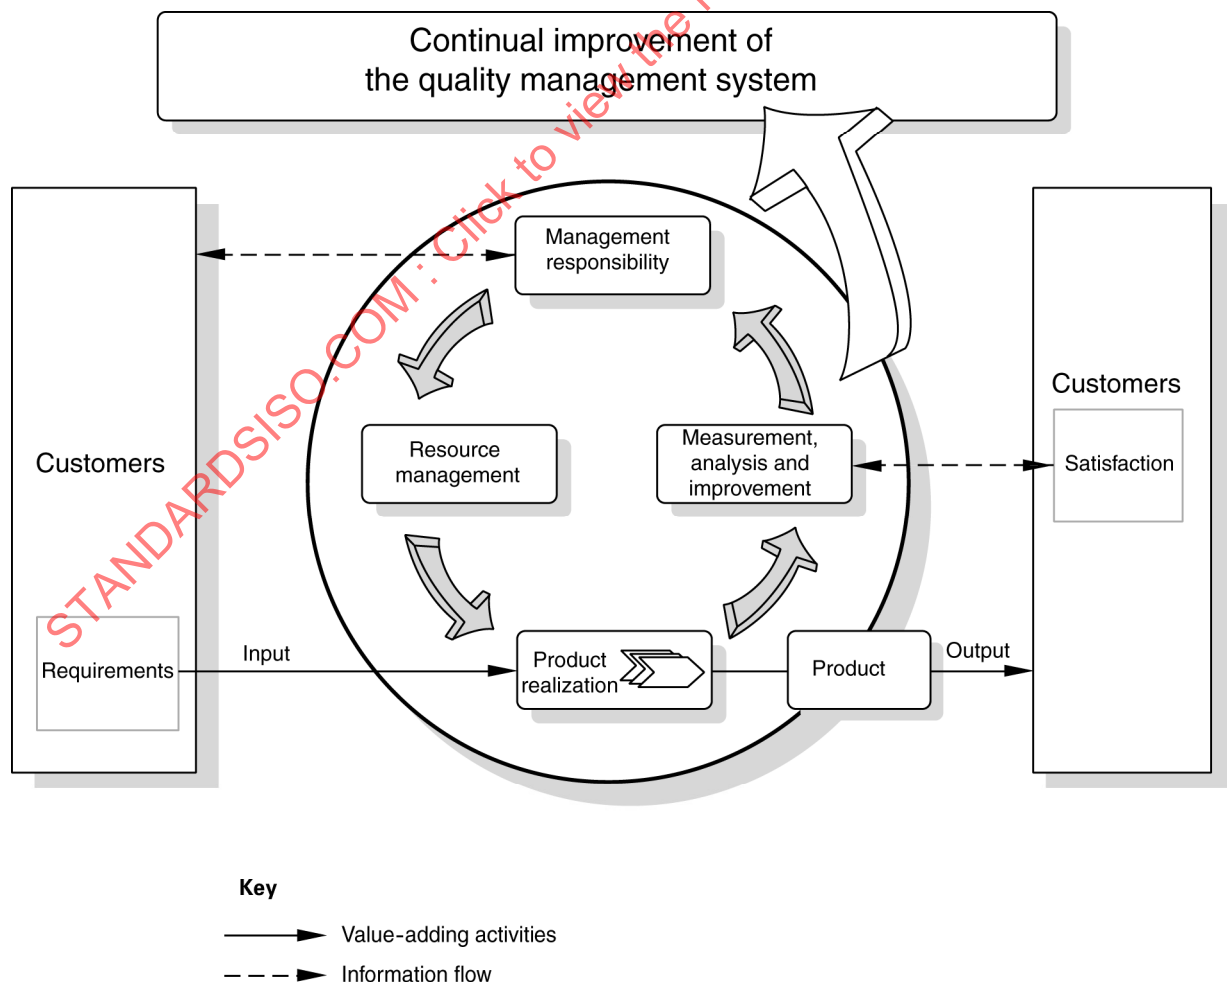 Continual improvement of
the quality management system
STANDARDSISO.COM : Click to view the
Management
responsibility
Customers
Resource
management
Measurement,
analysis and
improvement
Customers
Satisfaction
Requirements
Input
Product
realization
Product
Output
Key
Value-adding activities
Information flow